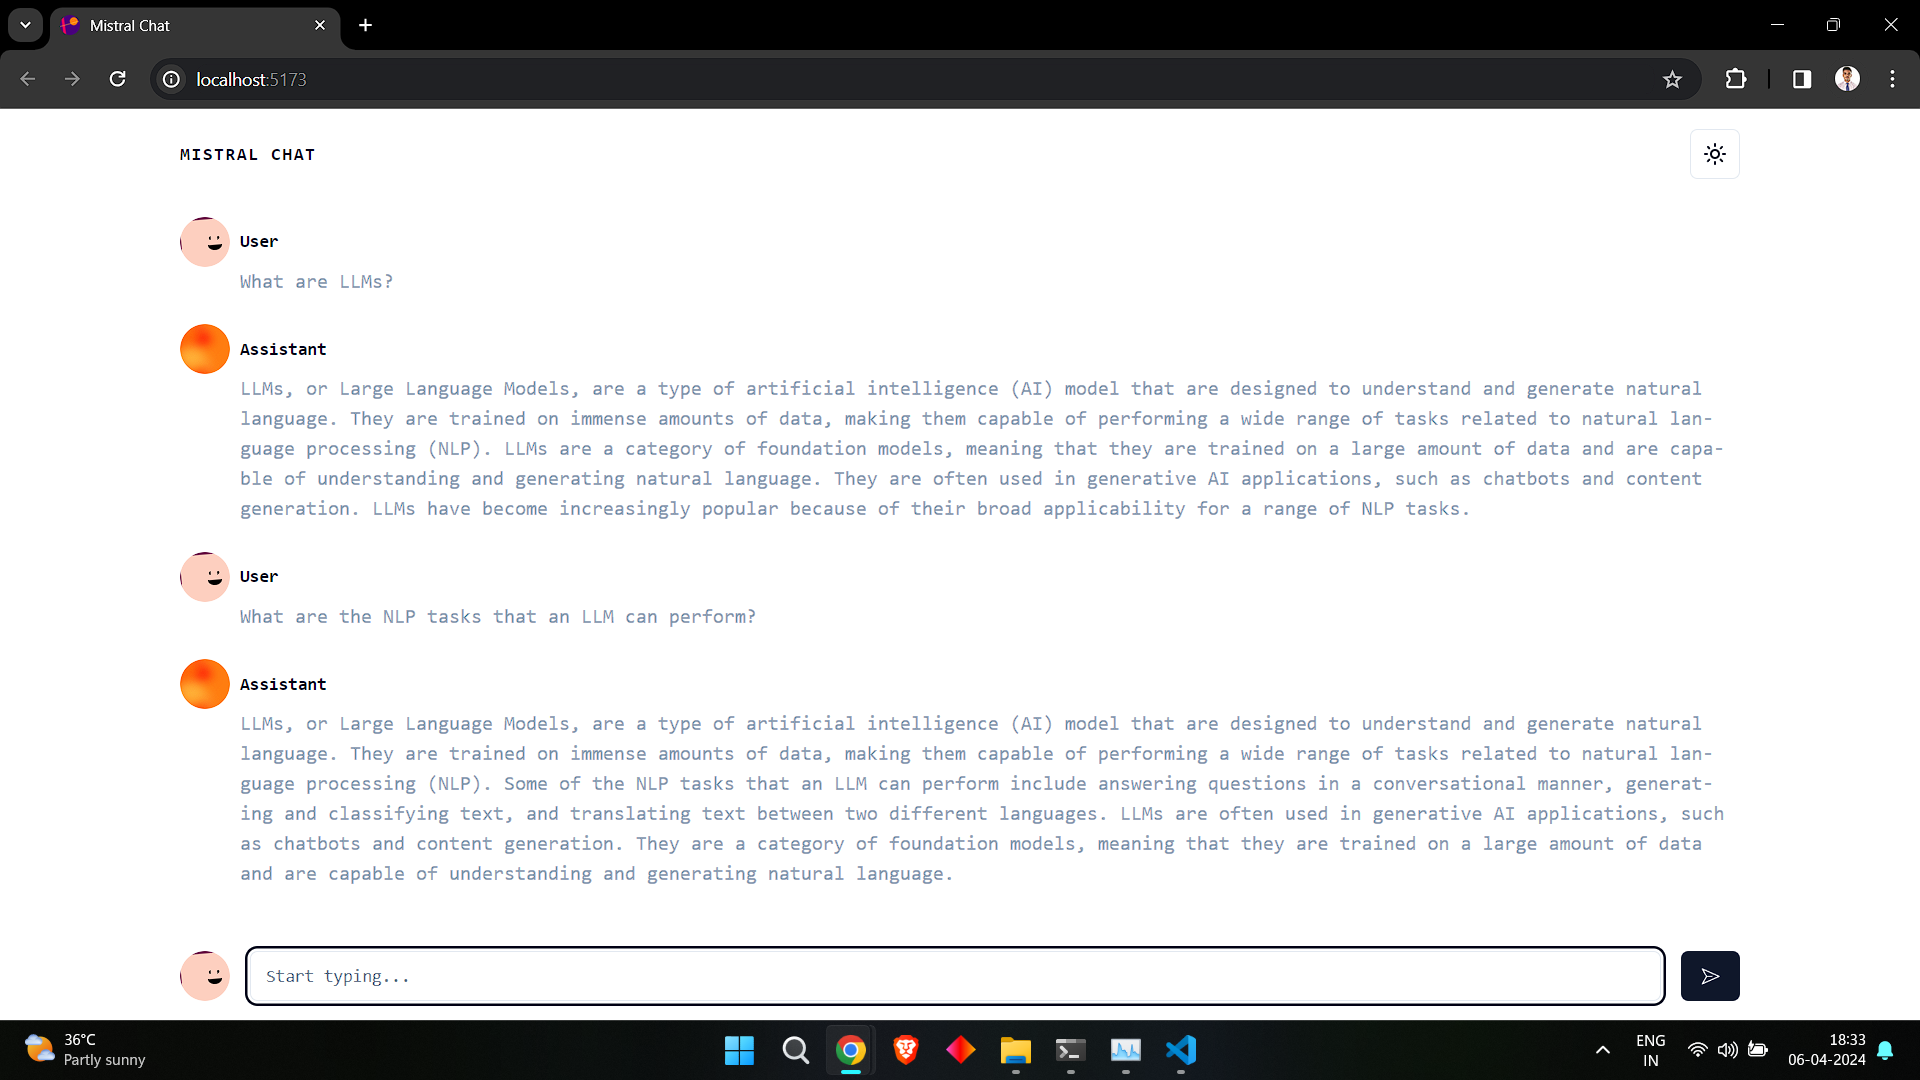 Mistral Chat
localhost:5173
MISTRAL CHAT
User
What are LLMs?
Assistant
LLMs, or Large Language Models, are a type of artificial intelligence (AI) model that are designed to understand and generate natural
language. They are trained on immense amounts of data, making them capable of performing a wide range of tasks related to natural lan-
guage processing (NLP). LLMs are a category of foundation models, meaning that they are trained on a large amount of data and are capa-
ble of understanding and generating natural language. They are often used in generative AI applications, such as chatbots and content
generation. LLMs have become increasingly popular because of their broad applicability for a range of NLP tasks.
User
What are the NLP tasks that an LLM can perform?
Assistant
LLMs, or Large Language Models, are a type of artificial intelligence (AI) model that are designed to understand and generate natural
language. They are trained on immense amounts of data, making them capable of performing a wide range of tasks related to natural lan-
guage processing (NLP). Some of the NLP tasks that an LLM can perform include answering questions in a conversational manner, generat-
ing and classifying text, and translating text between two different languages. LLMs are often used in generative AI applications, such
as chatbots and content generation. They are a category of foundation models, meaning that they are trained on a large amount of data
and are capable of understanding and generating natural language.
Start typing...
36°C
Partly sunny
ENG
IN
18:33
06-04-2024